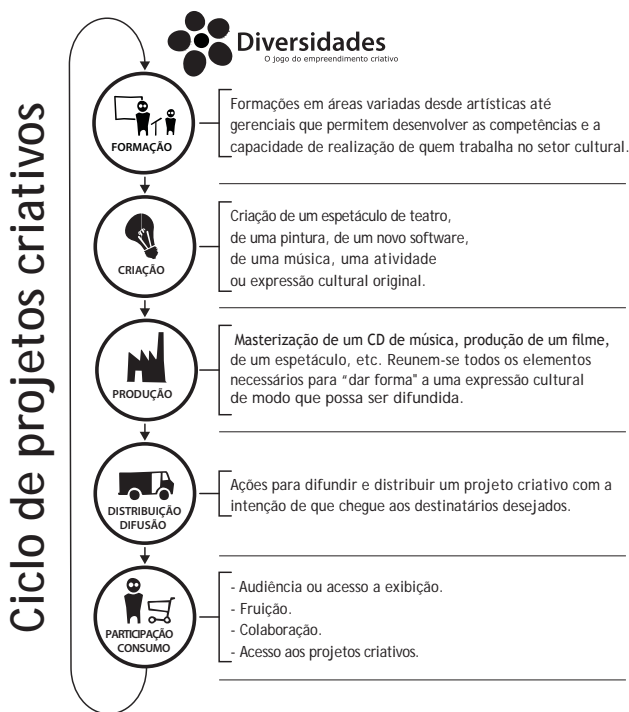 Diversidades
O jogo do empreendimento criativo
Ciclo de projetos criativos
FORMAÇÃO
Formações em áreas variadas desde artísticas até
gerenciais que permitem desenvolver as competências e a
capacidade de realização de quem trabalha no setor cultural.
CRIAÇÃO
Criação de um espetáculo de teatro,
de uma pintura, de um novo software,
de uma música, uma atividade
ou expressão cultural original.
PRODUÇÃO
Masterização de um CD de música, produção de um filme,
de um espetáculo, etc. Reunem-se todos os elementos
necessários para “dar forma" a uma expressão cultural
de modo que possa ser difundida.
DISTRIBUIÇÃO
DIFUSÃO
Ações para difundir e distribuir um projeto criativo com a
intenção de que chegue aos destinatários desejados.
PARTICIPAÇÃO
CONSUMO
- Audiência ou acesso a exibição.
- Fruição.
- Colaboração.
- Acesso aos projetos criativos.